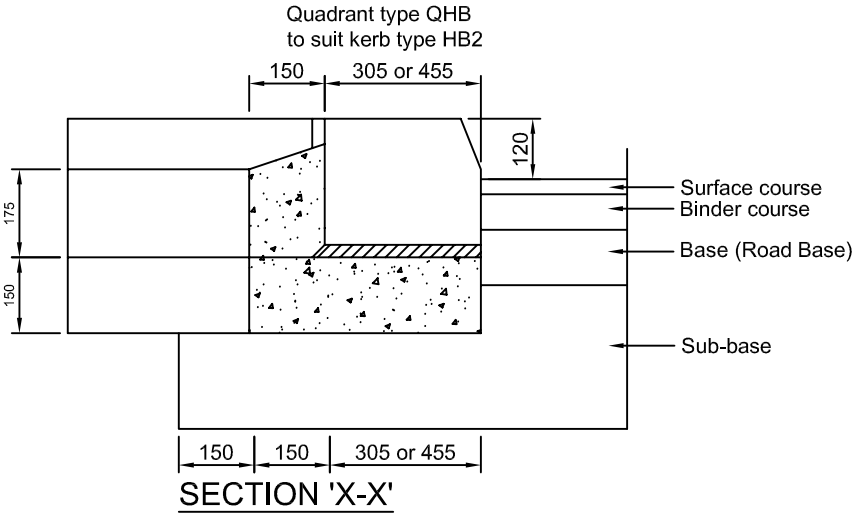 Quadrant type QHB
to suit kerb type HB2
150
305 or 455
120
175
150
Surface course
Binder course
Base (Road Base)
Sub-base
150
150
305 or 455
SECTION 'X-X'